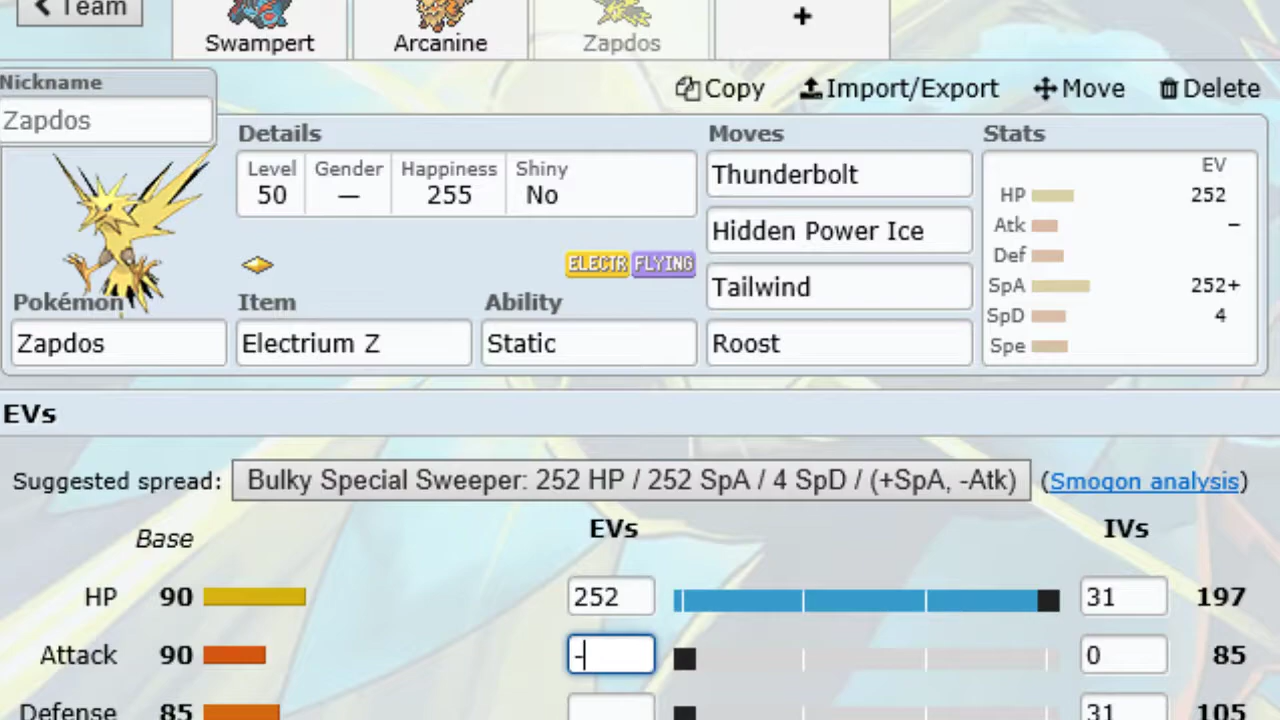 Team
Swampert
Arcanine
Zapdos
+
Nickname
Zapdos
Copy
Import/Export
Move
Delete
Details
Moves
Stats
Level
50
Gender
—
Happiness
255
Shiny
No
ELECTR FLYING
Pokémon
Zapdos
Item
Electrium Z
Ability
Static
Thunderbolt
Hidden Power Ice
Tailwind
Roost
EV
HP 252
Atk –
Def
SpA 252+
SpD 4
Spe
EVs
Suggested spread: Bulky Special Sweeper: 252 HP / 252 SpA / 4 SpD / (+SpA, -Atk) (Smogon analysis)
Base EVs IVs
HP 90 252 31 197
Attack 90 - 0 85
Defense 85 31 105